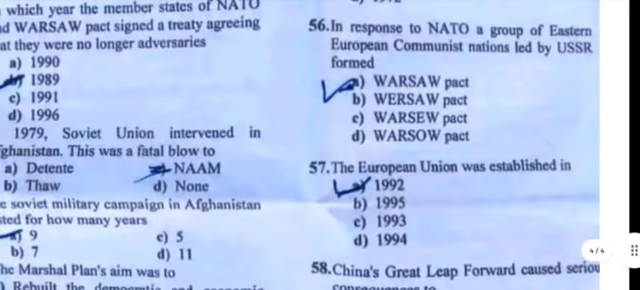 which year the member states of NATO
d WARSAW pact signed a treaty agreeing
at they were no longer adversaries
a) 1990
1989
c) 1991
d) 1996
1979, Soviet Union intervened in
ghanistan. This was a fatal blow to
a) Detente NAAM
b) Thaw d) None
e soviet military campaign in Afghanistan
sted for how many years
9 c) 5
b) 7 d) 11
he Marshal Plan's aim was to
Rebuilt the
56.In response to NATO a group of Eastern
European Communist nations led by USSR
formed
a) WARSAW pact
b) WERSAW pact
c) WARSEW pact
d) WARSOW pact
57.The European Union was established in
a) 1992
b) 1995
c) 1993
d) 1994
4/4
58.China's Great Leap Forward caused seriou